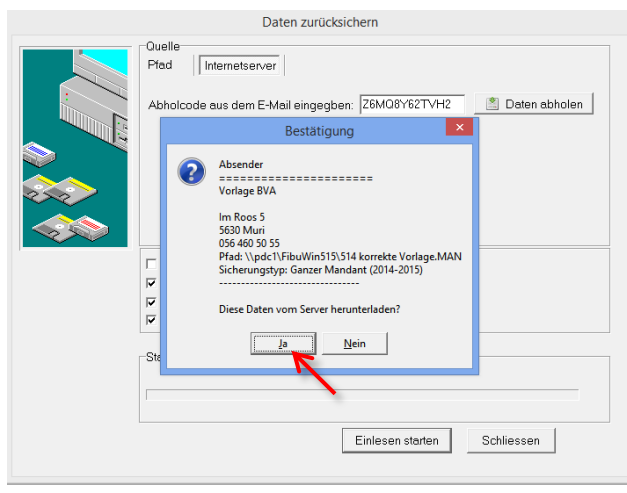 Daten zurücksichern
Quelle
Pfad Internetserver
Abholcode aus dem E-Mail eingegben: Z6MQ8Y62TVH2 Daten abholen
Bestätigung
Absender
======================
Vorlage BVA
Im Roos 5
5630 Muri
056 460 50 55
Pfad: \\pdc1\FibuWin515\514 korrekte Vorlage.MAN
Sicherungstyp: Ganzer Mandant (2014-2015)
--------------------------------
Diese Daten vom Server herunterladen?
Ja Nein
Einlesen starten Schliessen